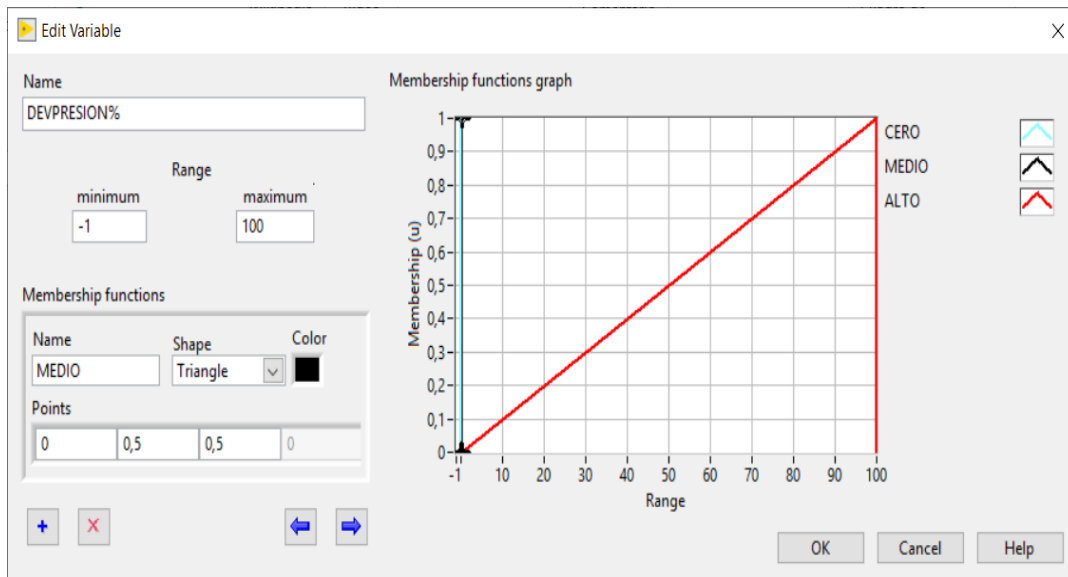 Edit Variable
X
Name
DEVPRESION%
Range
minimum
maximum
-1
100
Membership functions
Name
Shape
Color
MEDIO
Triangle
Points
0
0,5
0,5
0
Membership functions graph
Membership (u)
1
0,9
0,8
0,7
0,6
0,5
0,4
0,3
0,2
0,1
0
-1
10
20
30
40
50
60
70
80
90
100
Range
CERO
MEDIO
ALTO
OK
Cancel
Help